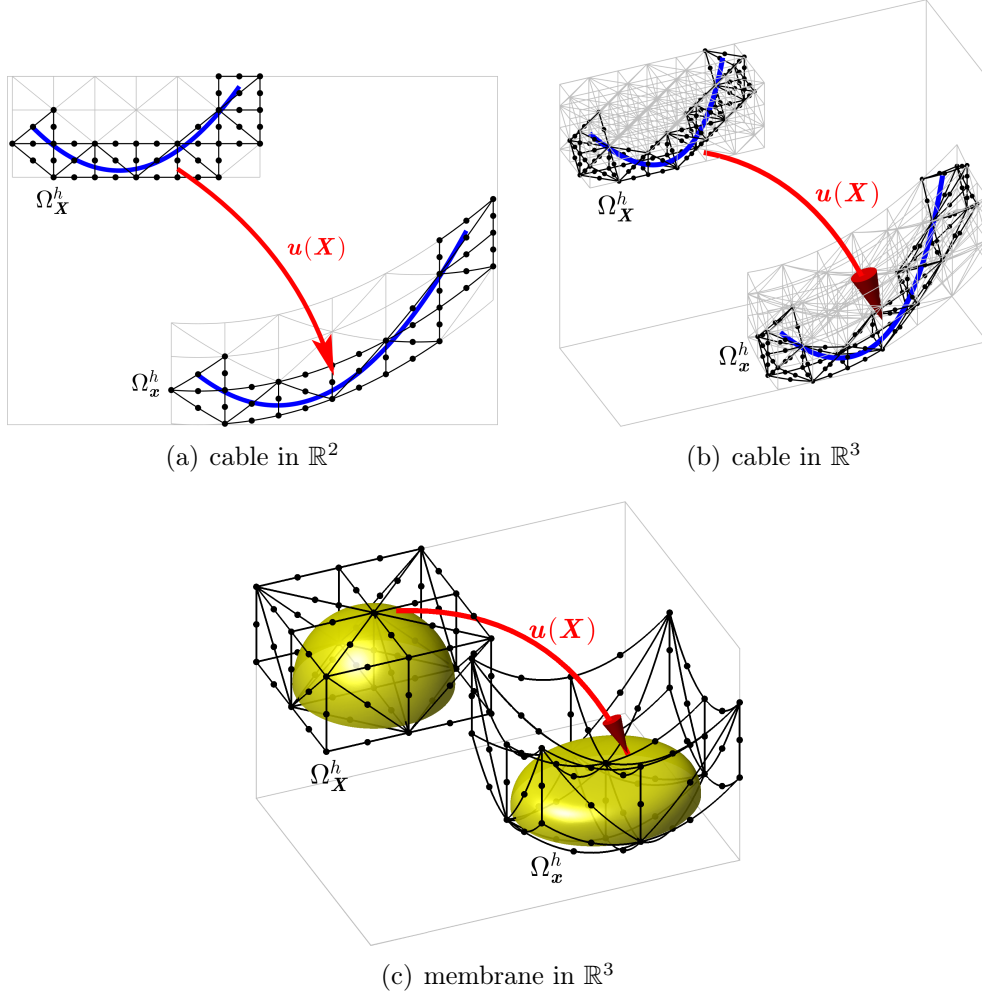 Ω^h_X
u(X)
Ω^h_x
(a) cable in ℝ²
Ω^h_X
u(X)
Ω^h_x
(b) cable in ℝ³
u(X)
Ω^h_X
Ω^h_x
(c) membrane in ℝ³